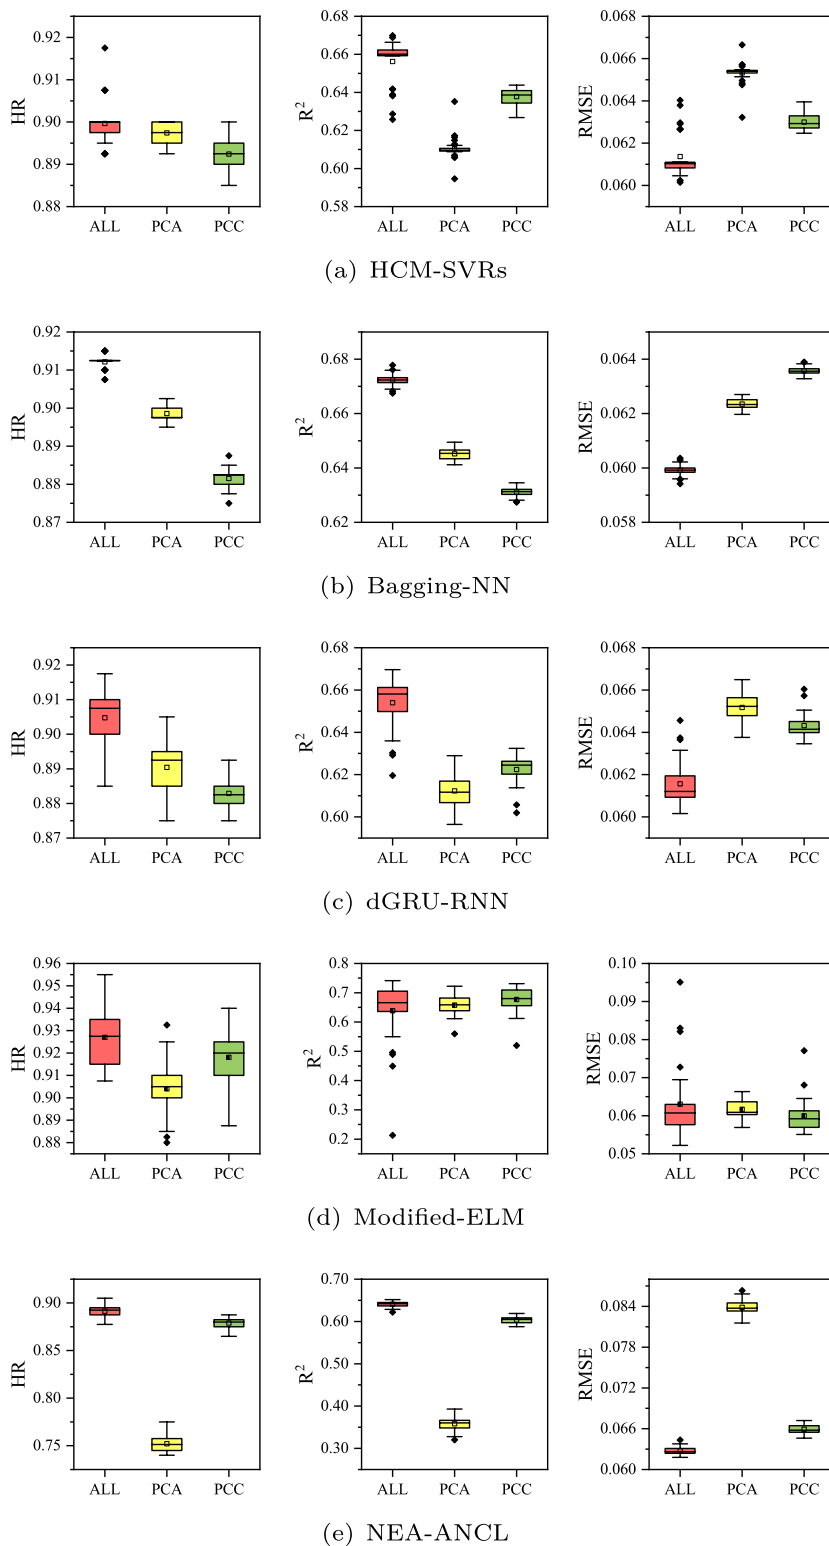 HR
0.92
0.91
0.90
0.89
0.88
ALL PCA PCC
R²
0.68
0.66
0.64
0.62
0.60
0.58
ALL PCA PCC
RMSE
0.068
0.066
0.064
0.062
0.060
ALL PCA PCC
(a) HCM-SVRs
HR
0.92
0.91
0.90
0.89
0.88
0.87
ALL PCA PCC
R²
0.68
0.66
0.64
0.62
ALL PCA PCC
RMSE
0.064
0.062
0.060
0.058
ALL PCA PCC
(b) Bagging-NN
HR
0.92
0.91
0.90
0.89
0.88
0.87
ALL PCA PCC
R²
0.68
0.66
0.64
0.62
0.60
ALL PCA PCC
RMSE
0.068
0.066
0.064
0.062
0.060
ALL PCA PCC
(c) dGRU-RNN
HR
0.96
0.95
0.94
0.93
0.92
0.91
0.90
0.89
0.88
ALL PCA PCC
R²
0.8
0.7
0.6
0.5
0.4
0.3
0.2
ALL PCA PCC
RMSE
0.10
0.09
0.08
0.07
0.06
0.05
ALL PCA PCC
(d) Modified-ELM
HR
0.90
0.85
0.80
0.75
ALL PCA PCC
R²
0.70
0.60
0.50
0.40
0.30
ALL PCA PCC
RMSE
0.084
0.078
0.072
0.066
0.060
ALL PCA PCC
(e) NEA-ANCL